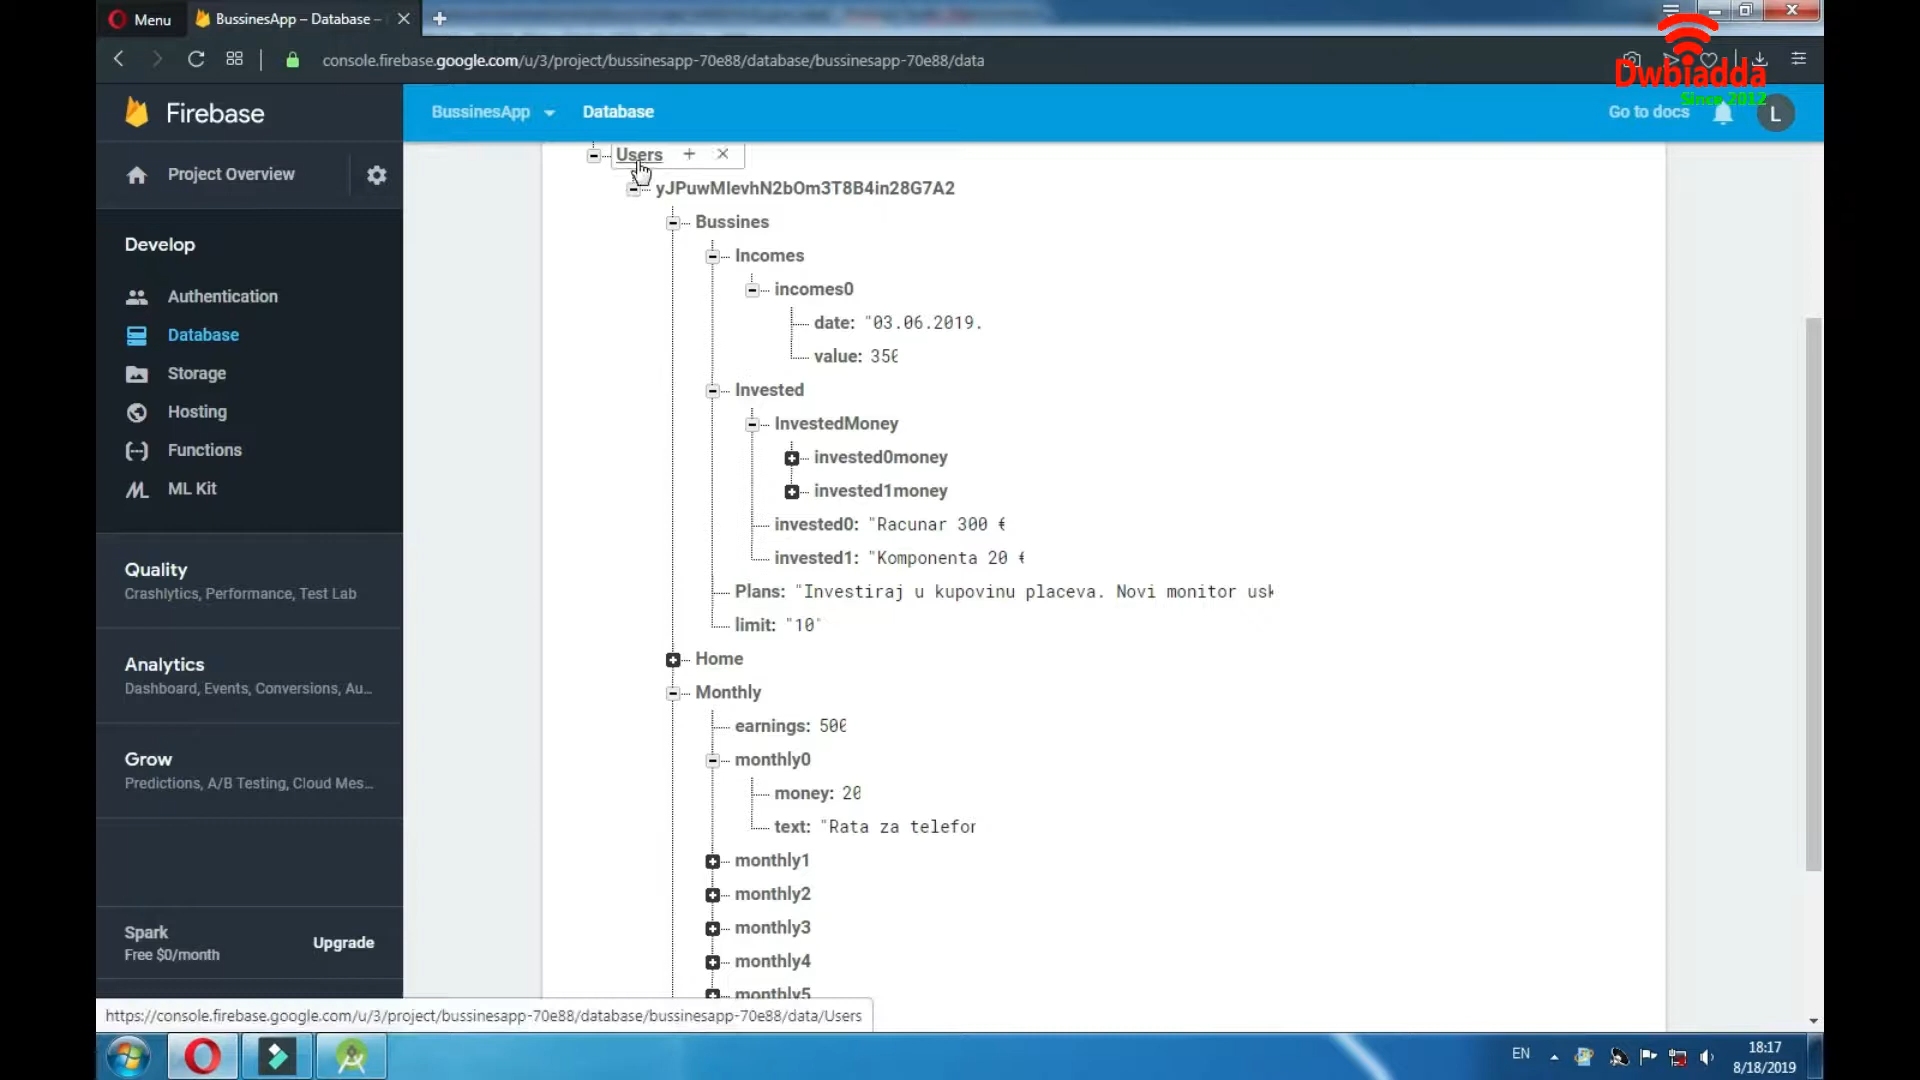 Menu
BussinesApp – Database –
console.firebase.google.com/u/3/project/bussinesapp-70e88/database/bussinesapp-70e88/data
Dwbiadda
Since 2012
Firebase
BussinesApp
Database
Go to docs
L
Project Overview
Users
yJPuwMIevhN2bOm3T8B4in28G7A2
Bussines
Incomes
incomes0
date: "03.06.2019.
value: 350
Invested
InvestedMoney
invested0money
invested1money
invested0: "Racunar 300 €
invested1: "Komponenta 20 €
Plans: "Investiraj u kupovinu placeva. Novi monitor usk
limit: "10"
Home
Monthly
earnings: 500
monthly0
money: 20
text: "Rata za telefon
monthly1
monthly2
monthly3
monthly4
monthly5
Develop
Authentication
Database
Storage
Hosting
Functions
ML Kit
Quality
Crashlytics, Performance, Test Lab
Analytics
Dashboard, Events, Conversions, Au...
Grow
Predictions, A/B Testing, Cloud Mes...
Spark
Free $0/month
Upgrade
https://console.firebase.google.com/u/3/project/bussinesapp-70e88/database/bussinesapp-70e88/data/Users
EN
18:17
8/18/2019